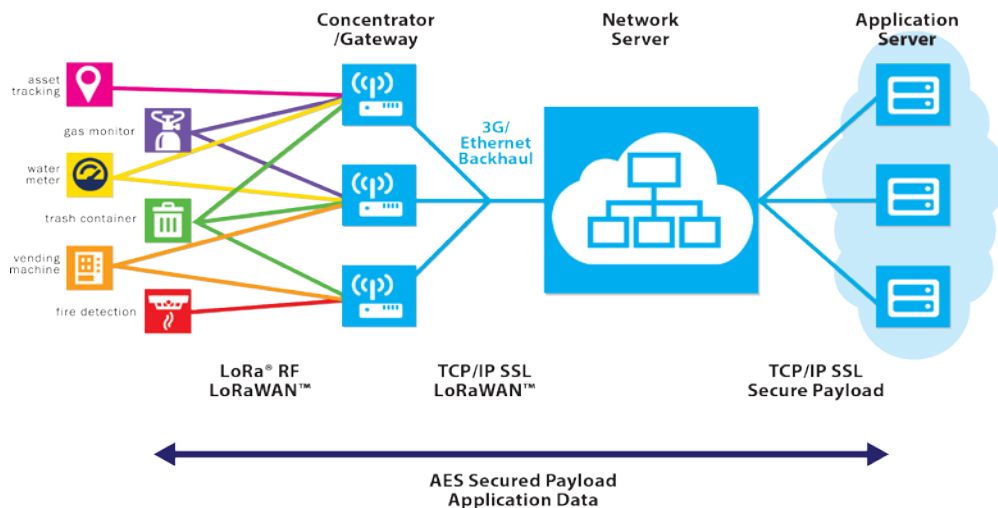 Concentrator
/Gateway
Network
Server
Application
Server
asset
tracking
gas monitor
water
meter
trash container
vending
machine
fire detection
3G/
Ethernet
Backhaul
LoRa® RF
LoRaWAN™
TCP/IP SSL
LoRaWAN™
TCP/IP SSL
Secure Payload
AES Secured Payload
Application Data